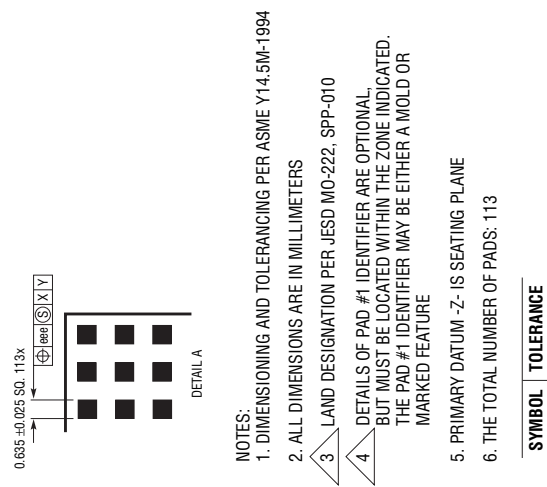 0.635 ±0.025 SQ. 113x
⌖ eee Ⓢ X Y
DETAIL A
NOTES:
1. DIMENSIONING AND TOLERANCING PER ASME Y14.5M-1994
2. ALL DIMENSIONS ARE IN MILLIMETERS
3 LAND DESIGNATION PER JESD MO-222, SPP-010
4 DETAILS OF PAD #1 IDENTIFIER ARE OPTIONAL,
BUT MUST BE LOCATED WITHIN THE ZONE INDICATED.
THE PAD #1 IDENTIFIER MAY BE EITHER A MOLD OR
MARKED FEATURE
5. PRIMARY DATUM -Z- IS SEATING PLANE
6. THE TOTAL NUMBER OF PADS: 113
SYMBOL TOLERANCE